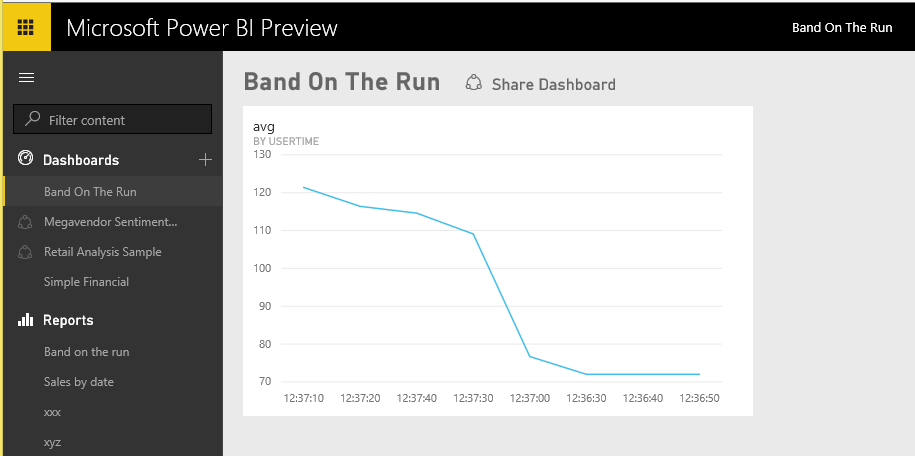 Microsoft Power BI Preview
Band On The Run
Filter content
Dashboards
Band On The Run
Megavendor Sentiment...
Retail Analysis Sample
Simple Financial
Reports
Band on the run
Sales by date
xxx
xyz
Band On The Run
Share Dashboard
avg
BY USERTIME
130
120
110
100
90
80
70
12:37:10 12:37:20 12:37:40 12:37:30 12:37:00 12:36:30 12:36:40 12:36:50